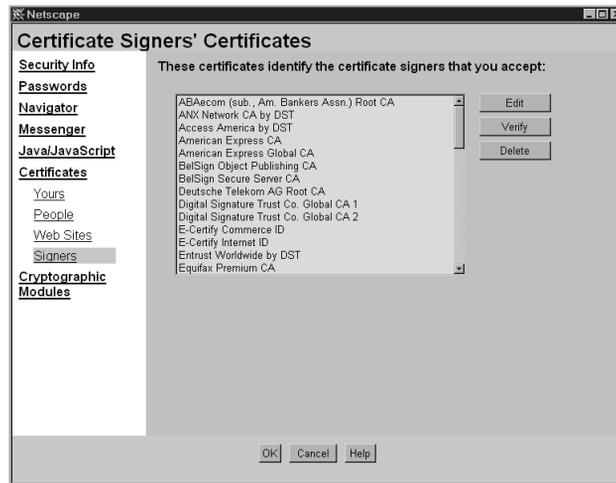 Netscape
Certificate Signers' Certificates
Security Info
Passwords
Navigator
Messenger
Java/JavaScript
Certificates
Yours
People
Web Sites
Signers
Cryptographic
Modules
These certificates identify the certificate signers that you accept:
ABAecom (sub., Am. Bankers Assn.) Root CA
ANX Network CA by DST
Access America by DST
American Express CA
American Express Global CA
BelSign Object Publishing CA
BelSign Secure Server CA
Deutsche Telekom AG Root CA
Digital Signature Trust Co. Global CA 1
Digital Signature Trust Co. Global CA 2
E-Certify Commerce ID
E-Certify Internet ID
Entrust Worldwide by DST
Equifax Premium CA
Edit
Verify
Delete
OK
Cancel
Help